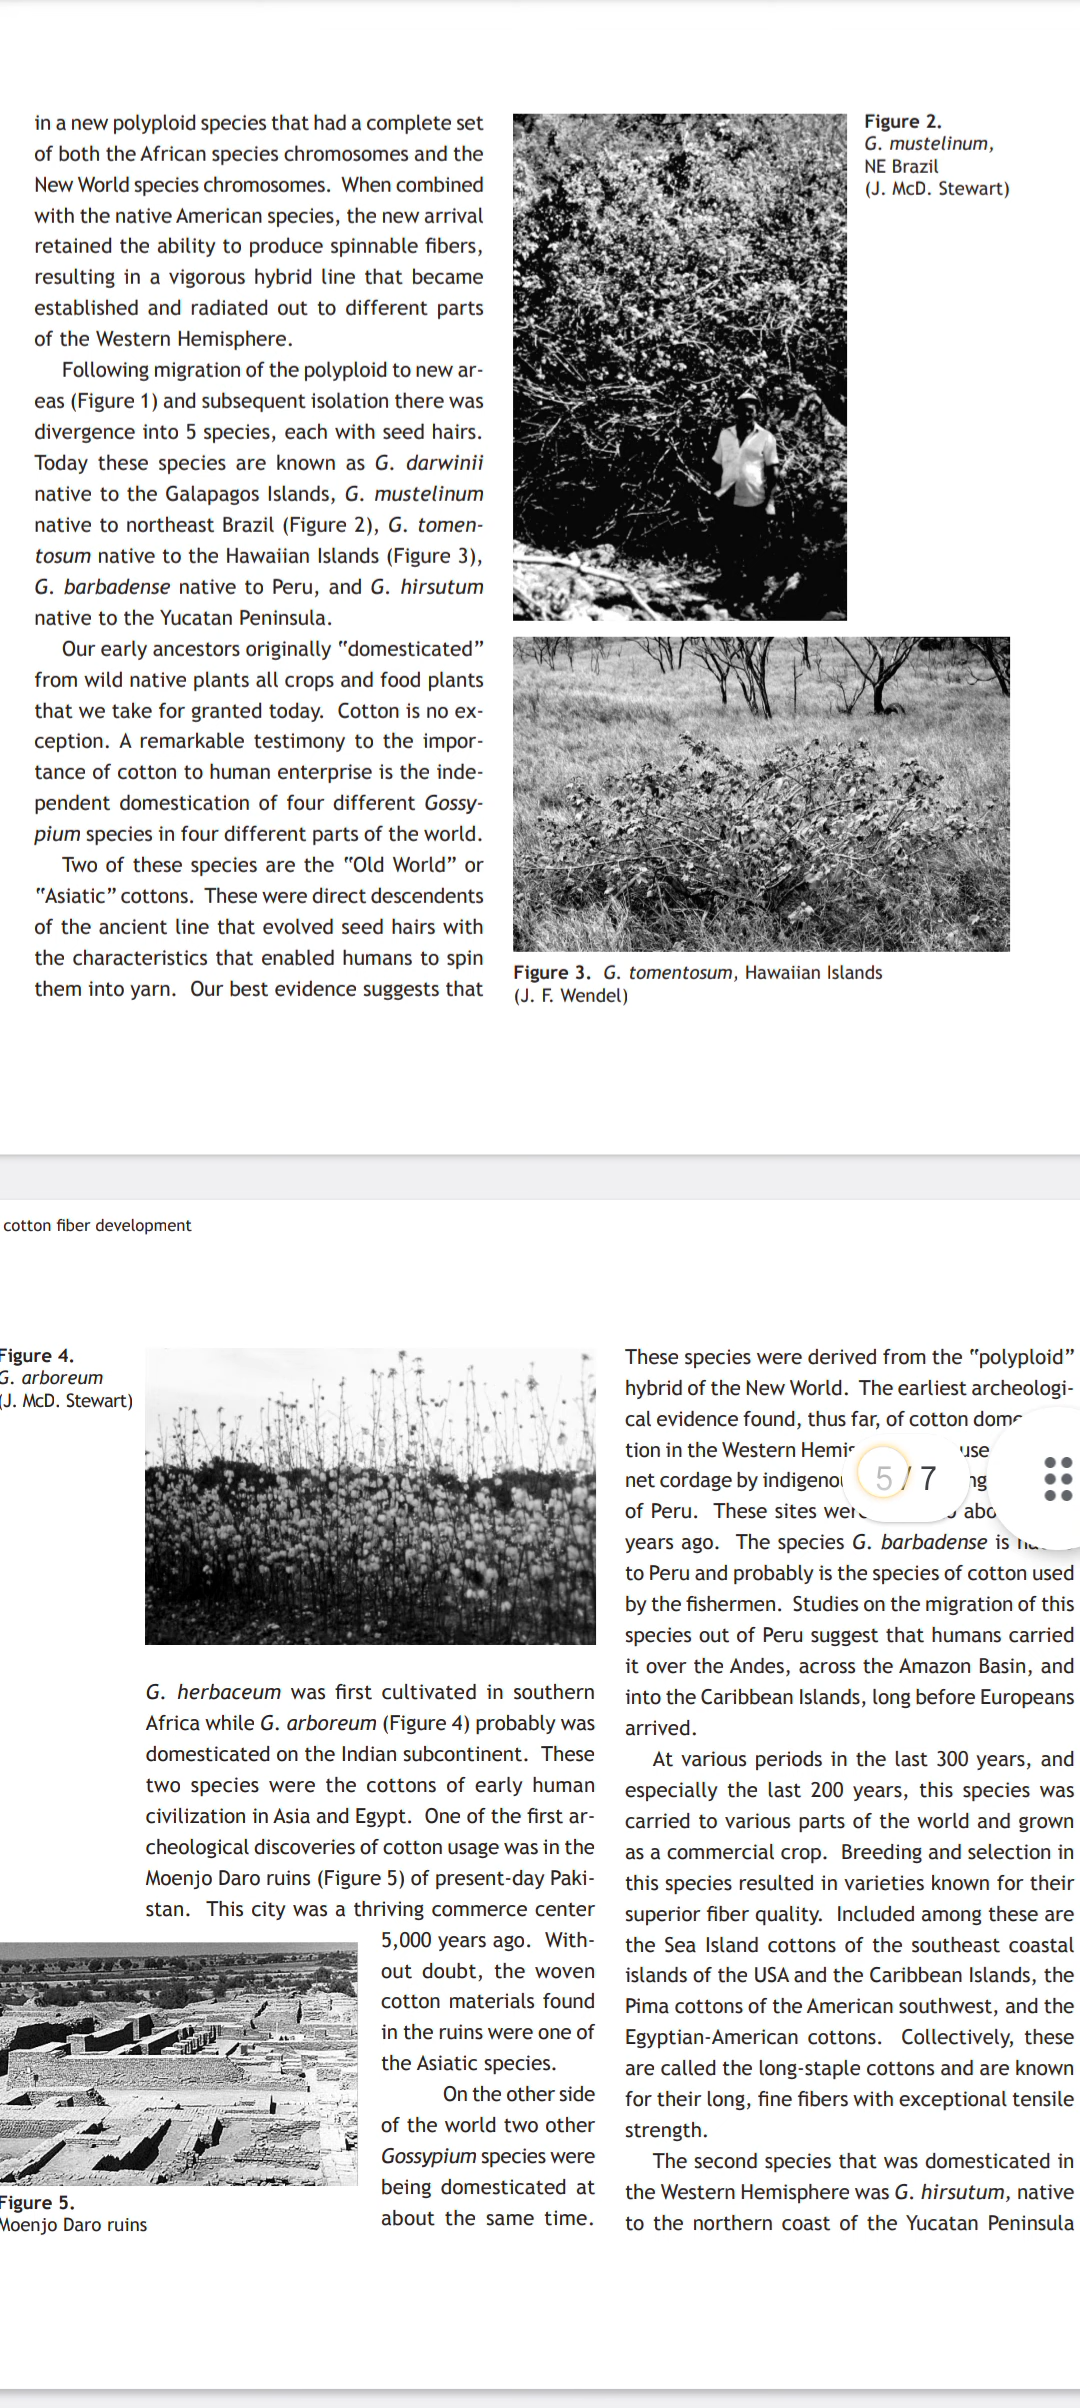 in a new polyploid species that had a complete set
of both the African species chromosomes and the
New World species chromosomes. When combined
with the native American species, the new arrival
retained the ability to produce spinnable fibers,
resulting in a vigorous hybrid line that became
established and radiated out to different parts
of the Western Hemisphere.
Following migration of the polyploid to new ar-
eas (Figure 1) and subsequent isolation there was
divergence into 5 species, each with seed hairs.
Today these species are known as G. darwinii
native to the Galapagos Islands, G. mustelinum
native to northeast Brazil (Figure 2), G. tomen-
tosum native to the Hawaiian Islands (Figure 3),
G. barbadense native to Peru, and G. hirsutum
native to the Yucatan Peninsula.
Our early ancestors originally “domesticated”
from wild native plants all crops and food plants
that we take for granted today. Cotton is no ex-
ception. A remarkable testimony to the impor-
tance of cotton to human enterprise is the inde-
pendent domestication of four different Gossy-
pium species in four different parts of the world.
Two of these species are the “Old World” or
“Asiatic” cottons. These were direct descendents
of the ancient line that evolved seed hairs with
the characteristics that enabled humans to spin
them into yarn. Our best evidence suggests that
Figure 2.
G. mustelinum,
NE Brazil
(J. McD. Stewart)
Figure 3. G. tomentosum, Hawaiian Islands
(J. F. Wendel)
cotton fiber development
Figure 4.
G. arboreum
(J. McD. Stewart)
G. herbaceum was first cultivated in southern
Africa while G. arboreum (Figure 4) probably was
domesticated on the Indian subcontinent. These
two species were the cottons of early human
civilization in Asia and Egypt. One of the first ar-
cheological discoveries of cotton usage was in the
Moenjo Daro ruins (Figure 5) of present-day Paki-
stan. This city was a thriving commerce center
5,000 years ago. With-
out doubt, the woven
cotton materials found
in the ruins were one of
the Asiatic species.
On the other side
of the world two other
Gossypium species were
being domesticated at
about the same time.
Figure 5.
Moenjo Daro ruins
These species were derived from the “polyploid”
hybrid of the New World. The earliest archeologi-
cal evidence found, thus far, of cotton
tion in the Western
net cordage by
of Peru. These sites
years ago. The species G. barbadense is
to Peru and probably is the species of cotton used
by the fishermen. Studies on the migration of this
species out of Peru suggest that humans carried
it over the Andes, across the Amazon Basin, and
into the Caribbean Islands, long before Europeans
arrived.
At various periods in the last 300 years, and
especially the last 200 years, this species was
carried to various parts of the world and grown
as a commercial crop. Breeding and selection in
this species resulted in varieties known for their
superior fiber quality. Included among these are
the Sea Island cottons of the southeast coastal
islands of the USA and the Caribbean Islands, the
Pima cottons of the American southwest, and the
Egyptian-American cottons. Collectively, these
are called the long-staple cottons and are known
for their long, fine fibers with exceptional tensile
strength.
The second species that was domesticated in
the Western Hemisphere was G. hirsutum, native
to the northern coast of the Yucatan Peninsula
5 / 7